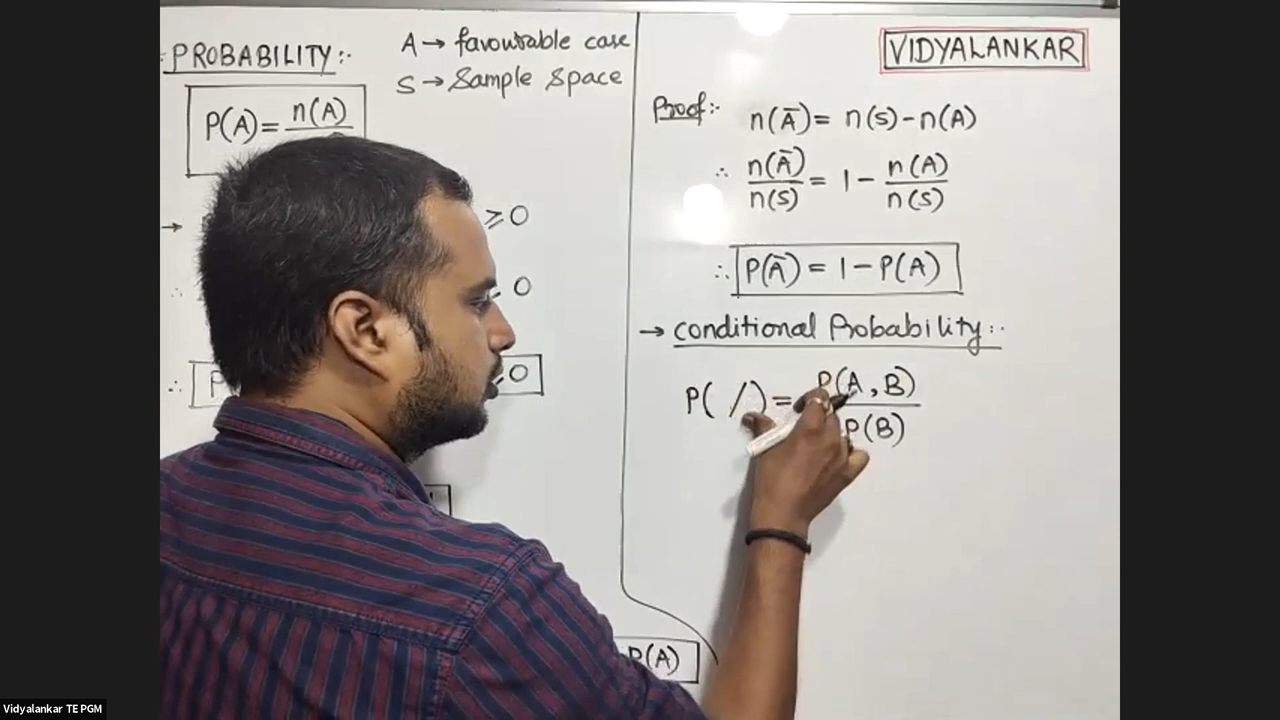 PROBABILITY:-
A → favourable case
S → Sample Space
P(A) = n(A)
→ ≥ 0
∴ 0
∴ P 0
P(A)
VIDYALANKAR
Proof:-
n(Ā) = n(S) - n(A)
∴ n(Ā)/n(S) = 1 - n(A)/n(S)
∴ P(Ā) = 1 - P(A)
→ Conditional Probability:-
P( / ) = P(A,B)/P(B)
Vidyalankar TE PGM